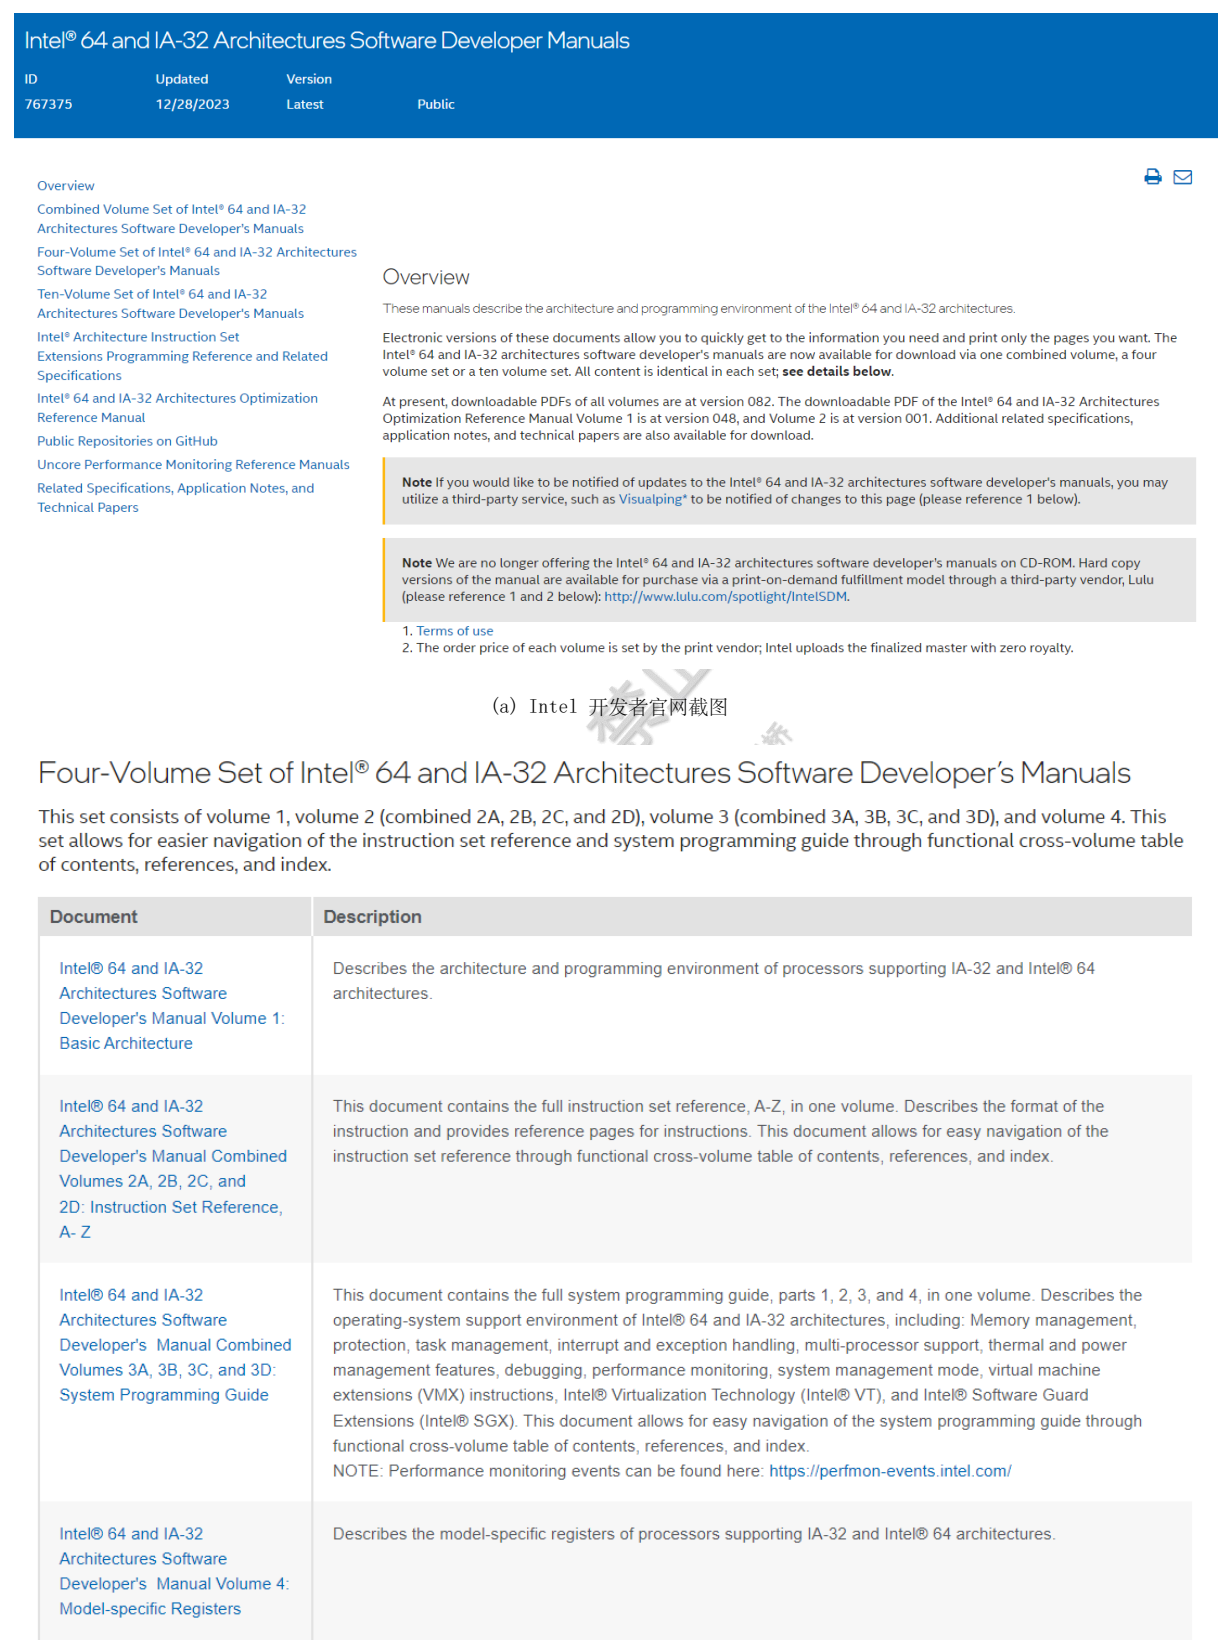 Intel® 64 and IA-32 Architectures Software Developer Manuals
ID Updated Version
767375 12/28/2023 Latest Public
Overview
Combined Volume Set of Intel® 64 and IA-32
Architectures Software Developer's Manuals
Four-Volume Set of Intel® 64 and IA-32 Architectures
Software Developer's Manuals
Ten-Volume Set of Intel® 64 and IA-32
Architectures Software Developer's Manuals
Intel® Architecture Instruction Set
Extensions Programming Reference and Related
Specifications
Intel® 64 and IA-32 Architectures Optimization
Reference Manual
Public Repositories on GitHub
Uncore Performance Monitoring Reference Manuals
Related Specifications, Application Notes, and
Technical Papers
Overview
These manuals describe the architecture and programming environment of the Intel® 64 and IA-32 architectures.
Electronic versions of these documents allow you to quickly get to the information you need and print only the pages you want. The
Intel® 64 and IA-32 architectures software developer's manuals are now available for download via one combined volume, a four
volume set or a ten volume set. All content is identical in each set; see details below.
At present, downloadable PDFs of all volumes are at version 082. The downloadable PDF of the Intel® 64 and IA-32 Architectures
Optimization Reference Manual Volume 1 is at version 048, and Volume 2 is at version 001. Additional related specifications,
application notes, and technical papers are also available for download.
Note If you would like to be notified of updates to the Intel® 64 and IA-32 architectures software developer's manuals, you may
utilize a third-party service, such as Visualping* to be notified of changes to this page (please reference 1 below).
Note We are no longer offering the Intel® 64 and IA-32 architectures software developer's manuals on CD-ROM. Hard copy
versions of the manual are available for purchase via a print-on-demand fulfillment model through a third-party vendor, Lulu
(please reference 1 and 2 below): http://www.lulu.com/spotlight/IntelSDM.
1. Terms of use
2. The order price of each volume is set by the print vendor; Intel uploads the finalized master with zero royalty.
(a) Intel 开发者官网截图
Four-Volume Set of Intel® 64 and IA-32 Architectures Software Developer's Manuals
This set consists of volume 1, volume 2 (combined 2A, 2B, 2C, and 2D), volume 3 (combined 3A, 3B, 3C, and 3D), and volume 4. This
set allows for easier navigation of the instruction set reference and system programming guide through functional cross-volume table
of contents, references, and index.
Document Description
Intel® 64 and IA-32
Architectures Software
Developer's Manual Volume 1:
Basic Architecture
Describes the architecture and programming environment of processors supporting IA-32 and Intel® 64
architectures.
Intel® 64 and IA-32
Architectures Software
Developer's Manual Combined
Volumes 2A, 2B, 2C, and
2D: Instruction Set Reference,
A- Z
This document contains the full instruction set reference, A-Z, in one volume. Describes the format of the
instruction and provides reference pages for instructions. This document allows for easy navigation of the
instruction set reference through functional cross-volume table of contents, references, and index.
Intel® 64 and IA-32
Architectures Software
Developer's Manual Combined
Volumes 3A, 3B, 3C, and 3D:
System Programming Guide
This document contains the full system programming guide, parts 1, 2, 3, and 4, in one volume. Describes the
operating-system support environment of Intel® 64 and IA-32 architectures, including: Memory management,
protection, task management, interrupt and exception handling, multi-processor support, thermal and power
management features, debugging, performance monitoring, system management mode, virtual machine
extensions (VMX) instructions, Intel® Virtualization Technology (Intel® VT), and Intel® Software Guard
Extensions (Intel® SGX). This document allows for easy navigation of the system programming guide through
functional cross-volume table of contents, references, and index.
NOTE: Performance monitoring events can be found here: https://perfmon-events.intel.com/
Intel® 64 and IA-32
Architectures Software
Developer's Manual Volume 4:
Model-specific Registers
Describes the model-specific registers of processors supporting IA-32 and Intel® 64 architectures.